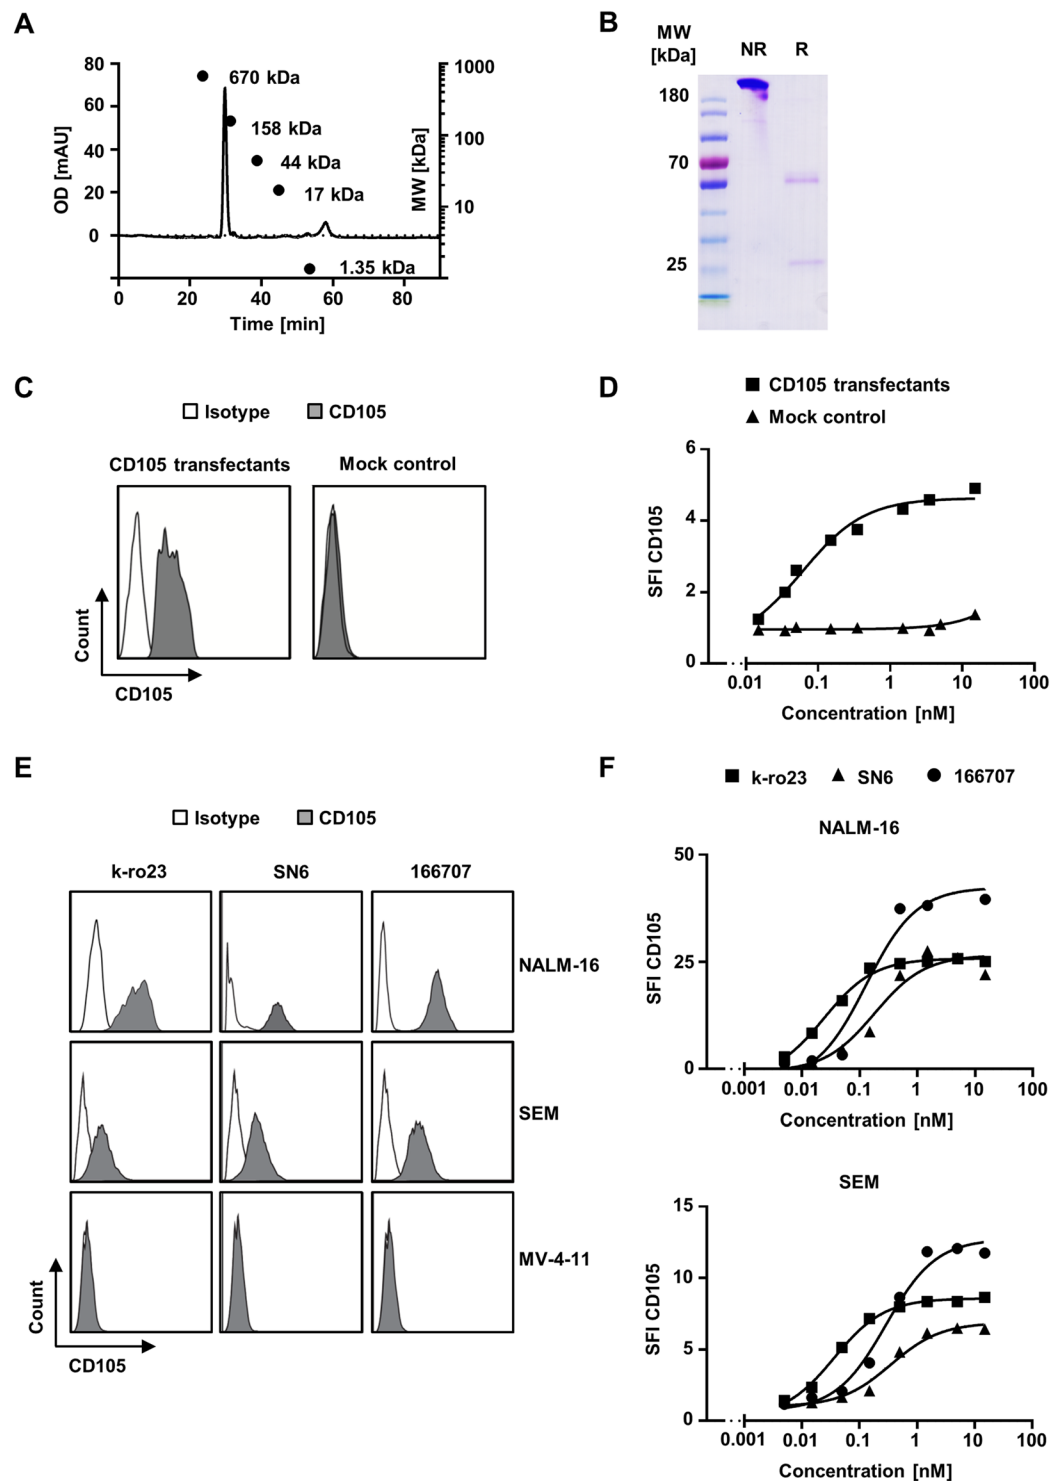 A
80
60
40
20
0
OD [mAU]
670 kDa
158 kDa
44 kDa
17 kDa
1.35 kDa
1000
100
10
MW [kDa]
0 20 40 60 80
Time [min]
B
MW
[kDa]
NR R
180
70
25
C
Isotype CD105
CD105 transfectants Mock control
Count
CD105
D
CD105 transfectants
Mock control
6
4
2
0
SFI CD105
0.01 0.1 1 10 100
Concentration [nM]
E
Isotype CD105
k-ro23 SN6 166707
NALM-16
SEM
MV-4-11
Count
CD105
F
k-ro23 SN6 166707
NALM-16
50
25
0
SFI CD105
0.001 0.01 0.1 1 10 100
Concentration [nM]
SEM
15
10
5
0
SFI CD105
0.001 0.01 0.1 1 10 100
Concentration [nM]